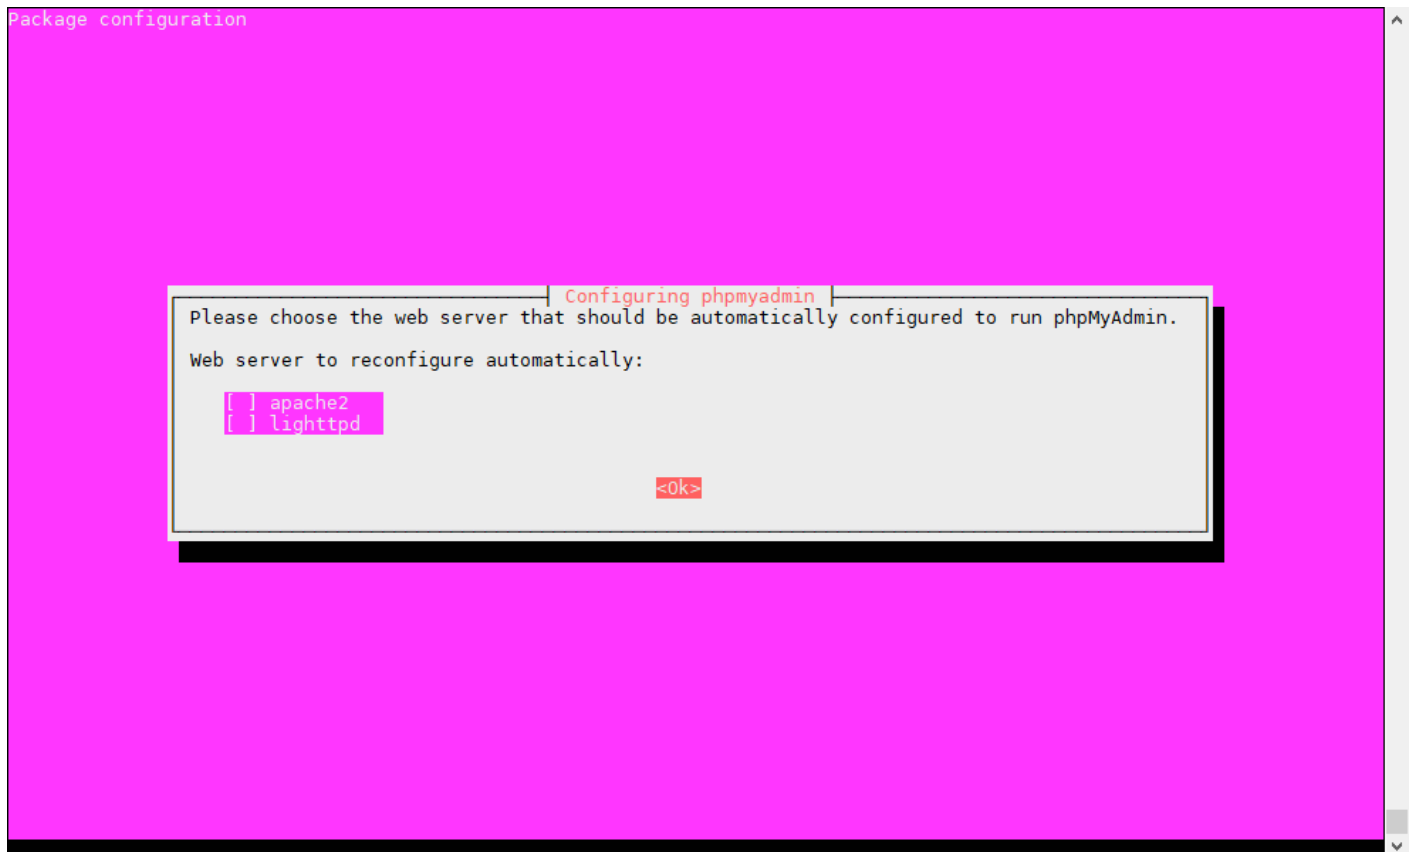 Package configuration
Configuring phpmyadmin
Please choose the web server that should be automatically configured to run phpMyAdmin.
Web server to reconfigure automatically:
[ ] apache2
[ ] lighttpd
<Ok>